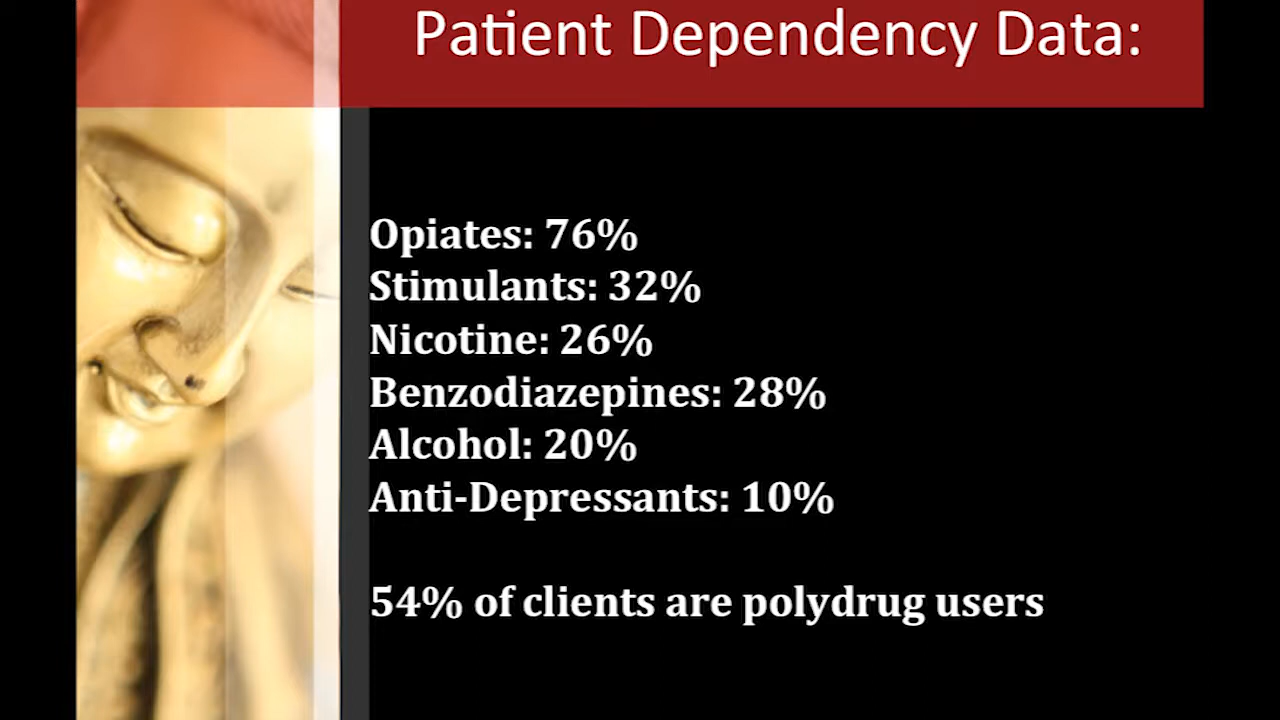 Patient Dependency Data:
Opiates: 76%
Stimulants: 32%
Nicotine: 26%
Benzodiazepines: 28%
Alcohol: 20%
Anti-Depressants: 10%
54% of clients are polydrug users